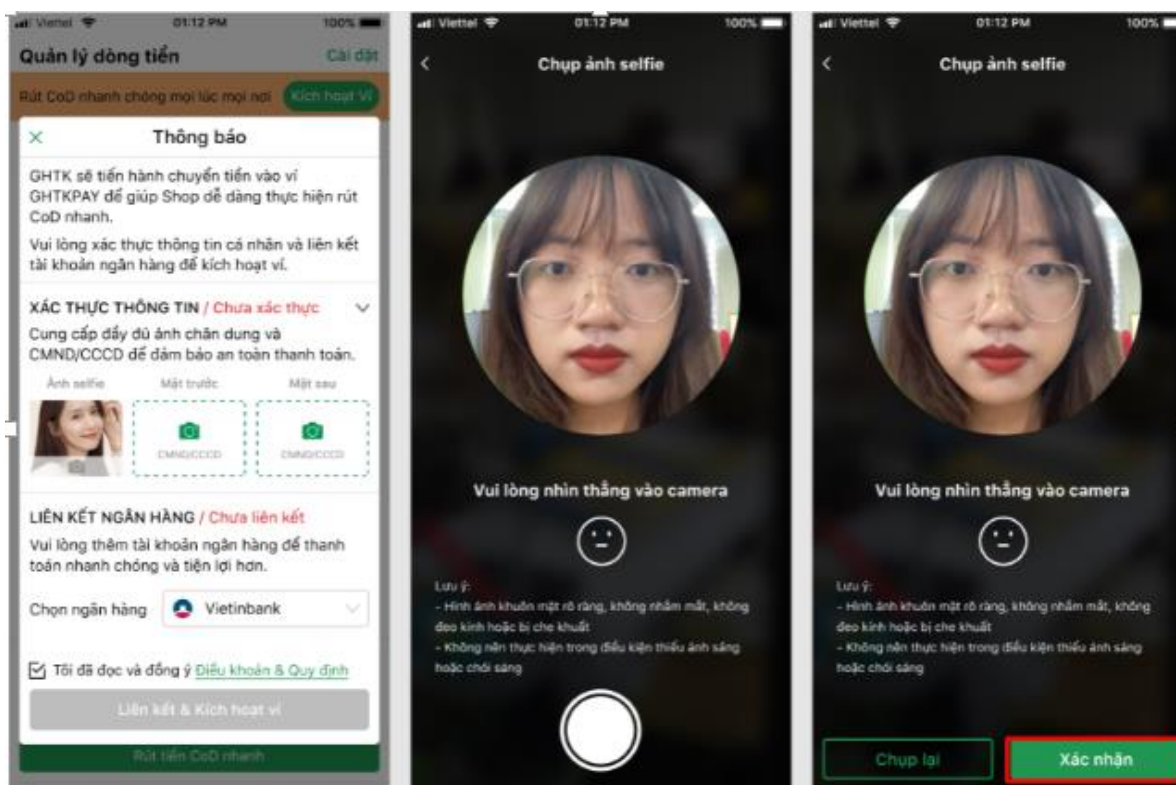 Viettel
01:12 PM
100%
Quản lý dòng tiền
Cài đặt
Rút CoD nhanh chóng mọi lúc mọi nơi
Kích hoạt Ví
Thông báo
GHTK sẽ tiến hành chuyển tiền vào ví
GHTKPAY để giúp Shop dễ dàng thực hiện rút
CoD nhanh.
Vui lòng xác thực thông tin cá nhân và liên kết
tài khoản ngân hàng để kích hoạt ví.
XÁC THỰC THÔNG TIN / Chưa xác thực
Cung cấp đầy đủ ảnh chân dung và
CMND/CCCD để đảm bảo an toàn thanh toán.
Ảnh selfie
Mặt trước
Mặt sau
CMND/CCCD
CMND/CCCD
LIÊN KẾT NGÂN HÀNG / Chưa liên kết
Vui lòng thêm tài khoản ngân hàng để thanh
toán nhanh chóng và tiện lợi hơn.
Chọn ngân hàng
Vietinbank
Tôi đã đọc và đồng ý Điều khoản & Quy định
Liên kết & Kích hoạt ví
Rút tiền CoD nhanh
Viettel
01:12 PM
100%
Chụp ảnh selfie
Vui lòng nhìn thẳng vào camera
Lưu ý:
- Hình ảnh khuôn mặt rõ ràng, không nhắm mắt, không
đeo kính hoặc bị che khuất
- Không nên thực hiện trong điều kiện thiếu ánh sáng
hoặc chói sáng
Viettel
01:12 PM
100%
Chụp ảnh selfie
Vui lòng nhìn thẳng vào camera
Lưu ý:
- Hình ảnh khuôn mặt rõ ràng, không nhắm mắt, không
đeo kính hoặc bị che khuất
- Không nên thực hiện trong điều kiện thiếu ánh sáng
hoặc chói sáng
Chụp lại
Xác nhận